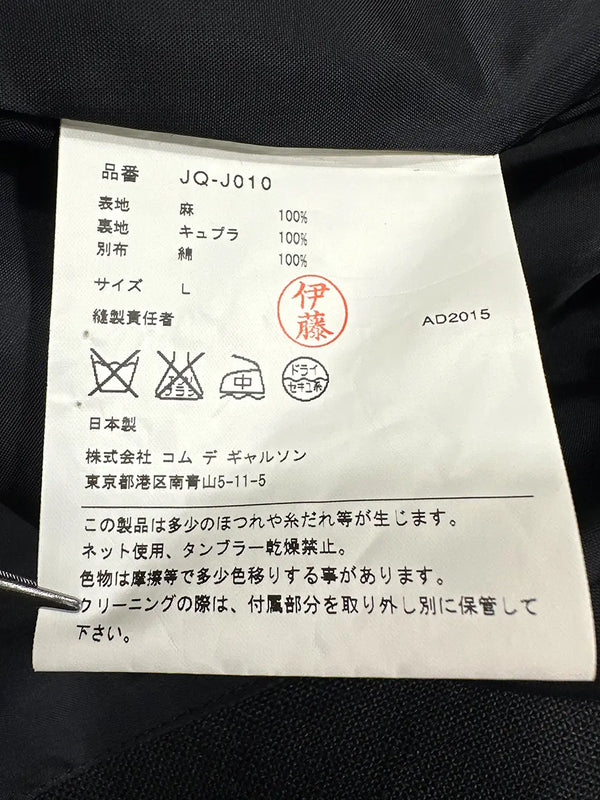 品番 JQ-J010
表地 麻 100%
裏地 キュプラ 100%
別布 綿 100%
サイズ L
縫製責任者 伊藤 AD2015
エンソ サラシ 中 ドライ セキユ系
日本製
株式会社 コム デ ギャルソン
東京都港区南青山5-11-5
この製品は多少のほつれや糸だれ等が生じます。
ネット使用、タンブラー乾燥禁止。
色物は摩擦等で多少色移りする事があります。
クリーニングの際は、付属部分を取り外し別に保管して
下さい。